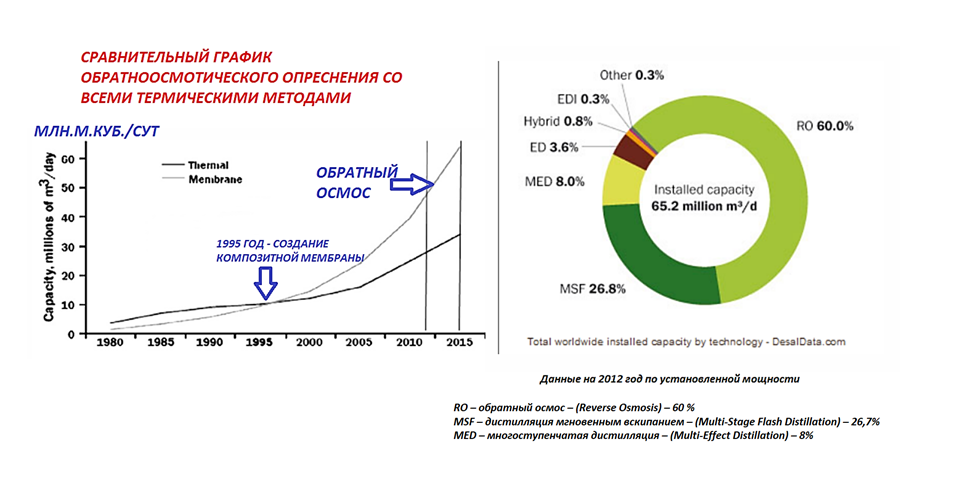 СРАВНИТЕЛЬНЫЙ ГРАФИК
ОБРАТНООСМОТИЧЕСКОГО ОПРЕСНЕНИЯ СО
ВСЕМИ ТЕРМИЧЕСКИМИ МЕТОДАМИ
МЛН.М.КУБ./СУТ
Capacity, millions of m³/day
60
50
40
30
20
10
0
Thermal
Membrane
ОБРАТНЫЙ
ОСМОС
1995 ГОД - СОЗДАНИЕ
КОМПОЗИТНОЙ МЕМБРАНЫ
1980 1985 1990 1995 2000 2005 2010 2015
Other 0.3%
EDI 0.3%
Hybrid 0.8%
ED 3.6%
MED 8.0%
MSF 26.8%
RO 60.0%
Installed capacity
65.2 million m³/d
Total worldwide installed capacity by technology - DesalData.com
Данные на 2012 год по установленной мощности
RO – обратный осмос – (Reverse Osmosis) – 60 %
MSF – дистилляция мгновенным вскипанием – (Multi-Stage Flash Distillation) – 26,7%
MED – многоступенчатая дистилляция – (Multi-Effect Distillation) – 8%